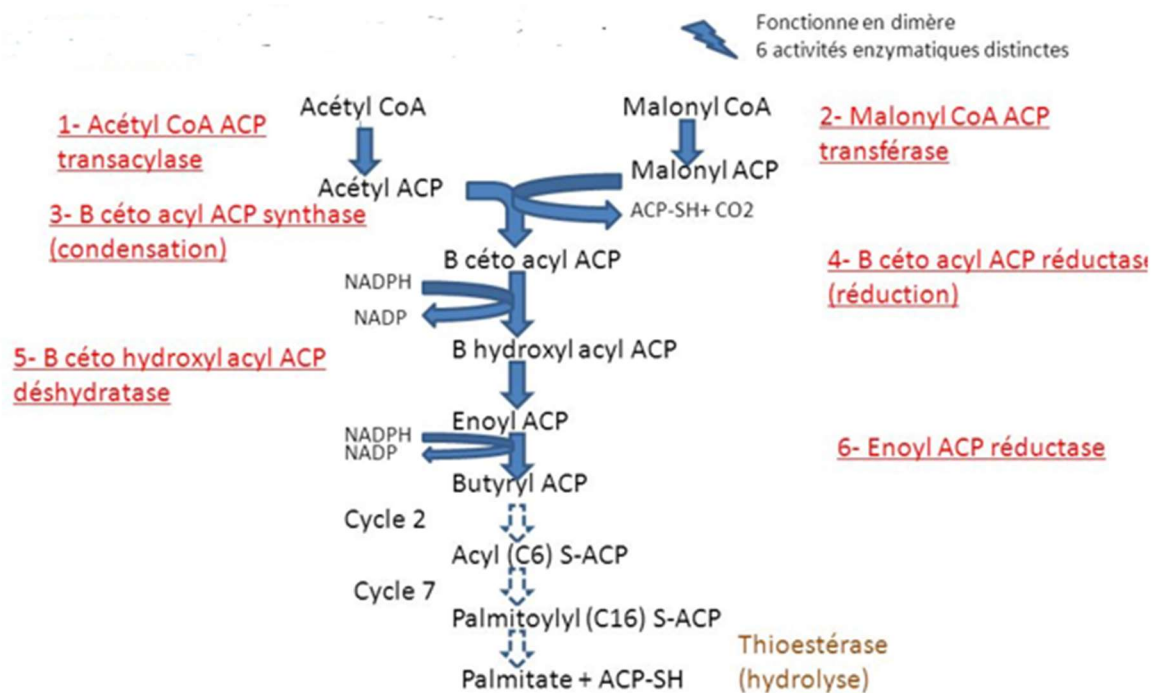 Fonctionne en dimère
6 activités enzymatiques distinctes
Acétyl CoA
Malonyl CoA
1- Acétyl CoA ACP
transacylase
2- Malonyl CoA ACP
transférase
Acétyl ACP
Malonyl ACP
3- B céto acyl ACP synthase
(condensation)
ACP-SH+ CO2
B céto acyl ACP
4- B céto acyl ACP réductase
(réduction)
NADPH
NADP
B hydroxyl acyl ACP
5- B céto hydroxyl acyl ACP
déshydratase
Enoyl ACP
NADPH
NADP
6- Enoyl ACP réductase
Butyryl ACP
Cycle 2
Acyl (C6) S-ACP
Cycle 7
Palmitoylyl (C16) S-ACP
Thioestérase
(hydrolyse)
Palmitate + ACP-SH